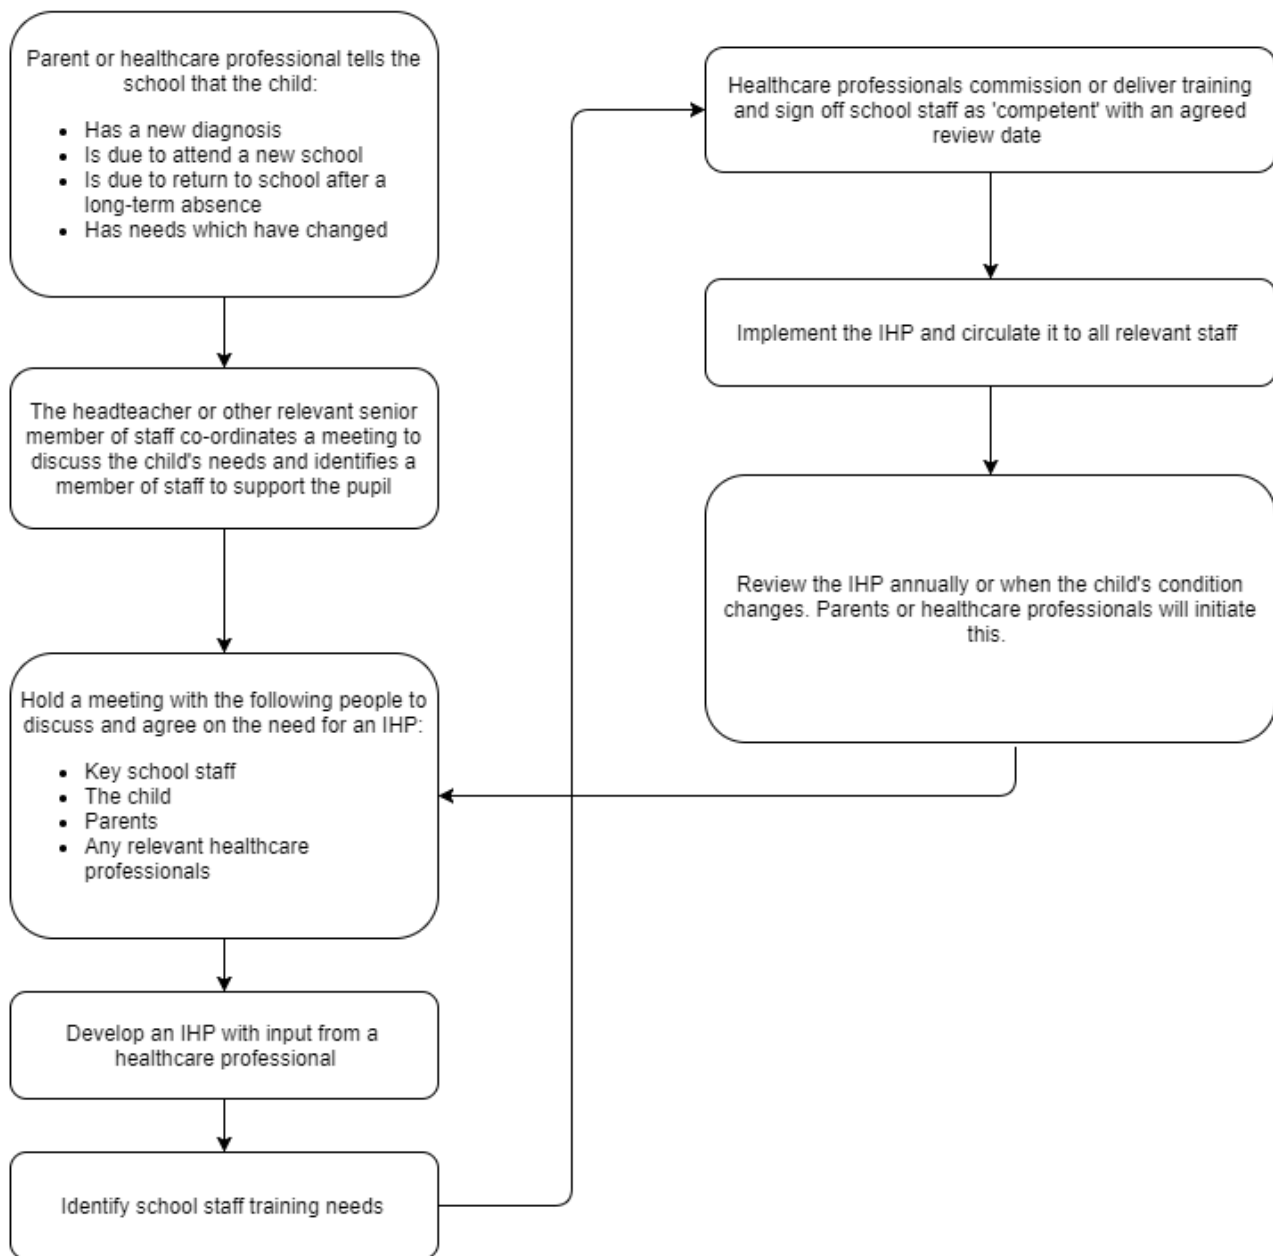 Parent or healthcare professional tells the
school that the child:
• Has a new diagnosis
• Is due to attend a new school
• Is due to return to school after a
long-term absence
• Has needs which have changed
The headteacher or other relevant senior
member of staff co-ordinates a meeting to
discuss the child's needs and identifies a
member of staff to support the pupil
Hold a meeting with the following people to
discuss and agree on the need for an IHP:
• Key school staff
• The child
• Parents
• Any relevant healthcare
professionals
Develop an IHP with input from a
healthcare professional
Identify school staff training needs
Healthcare professionals commission or deliver training
and sign off school staff as 'competent' with an agreed
review date
Implement the IHP and circulate it to all relevant staff
Review the IHP annually or when the child's condition
changes. Parents or healthcare professionals will initiate
this.